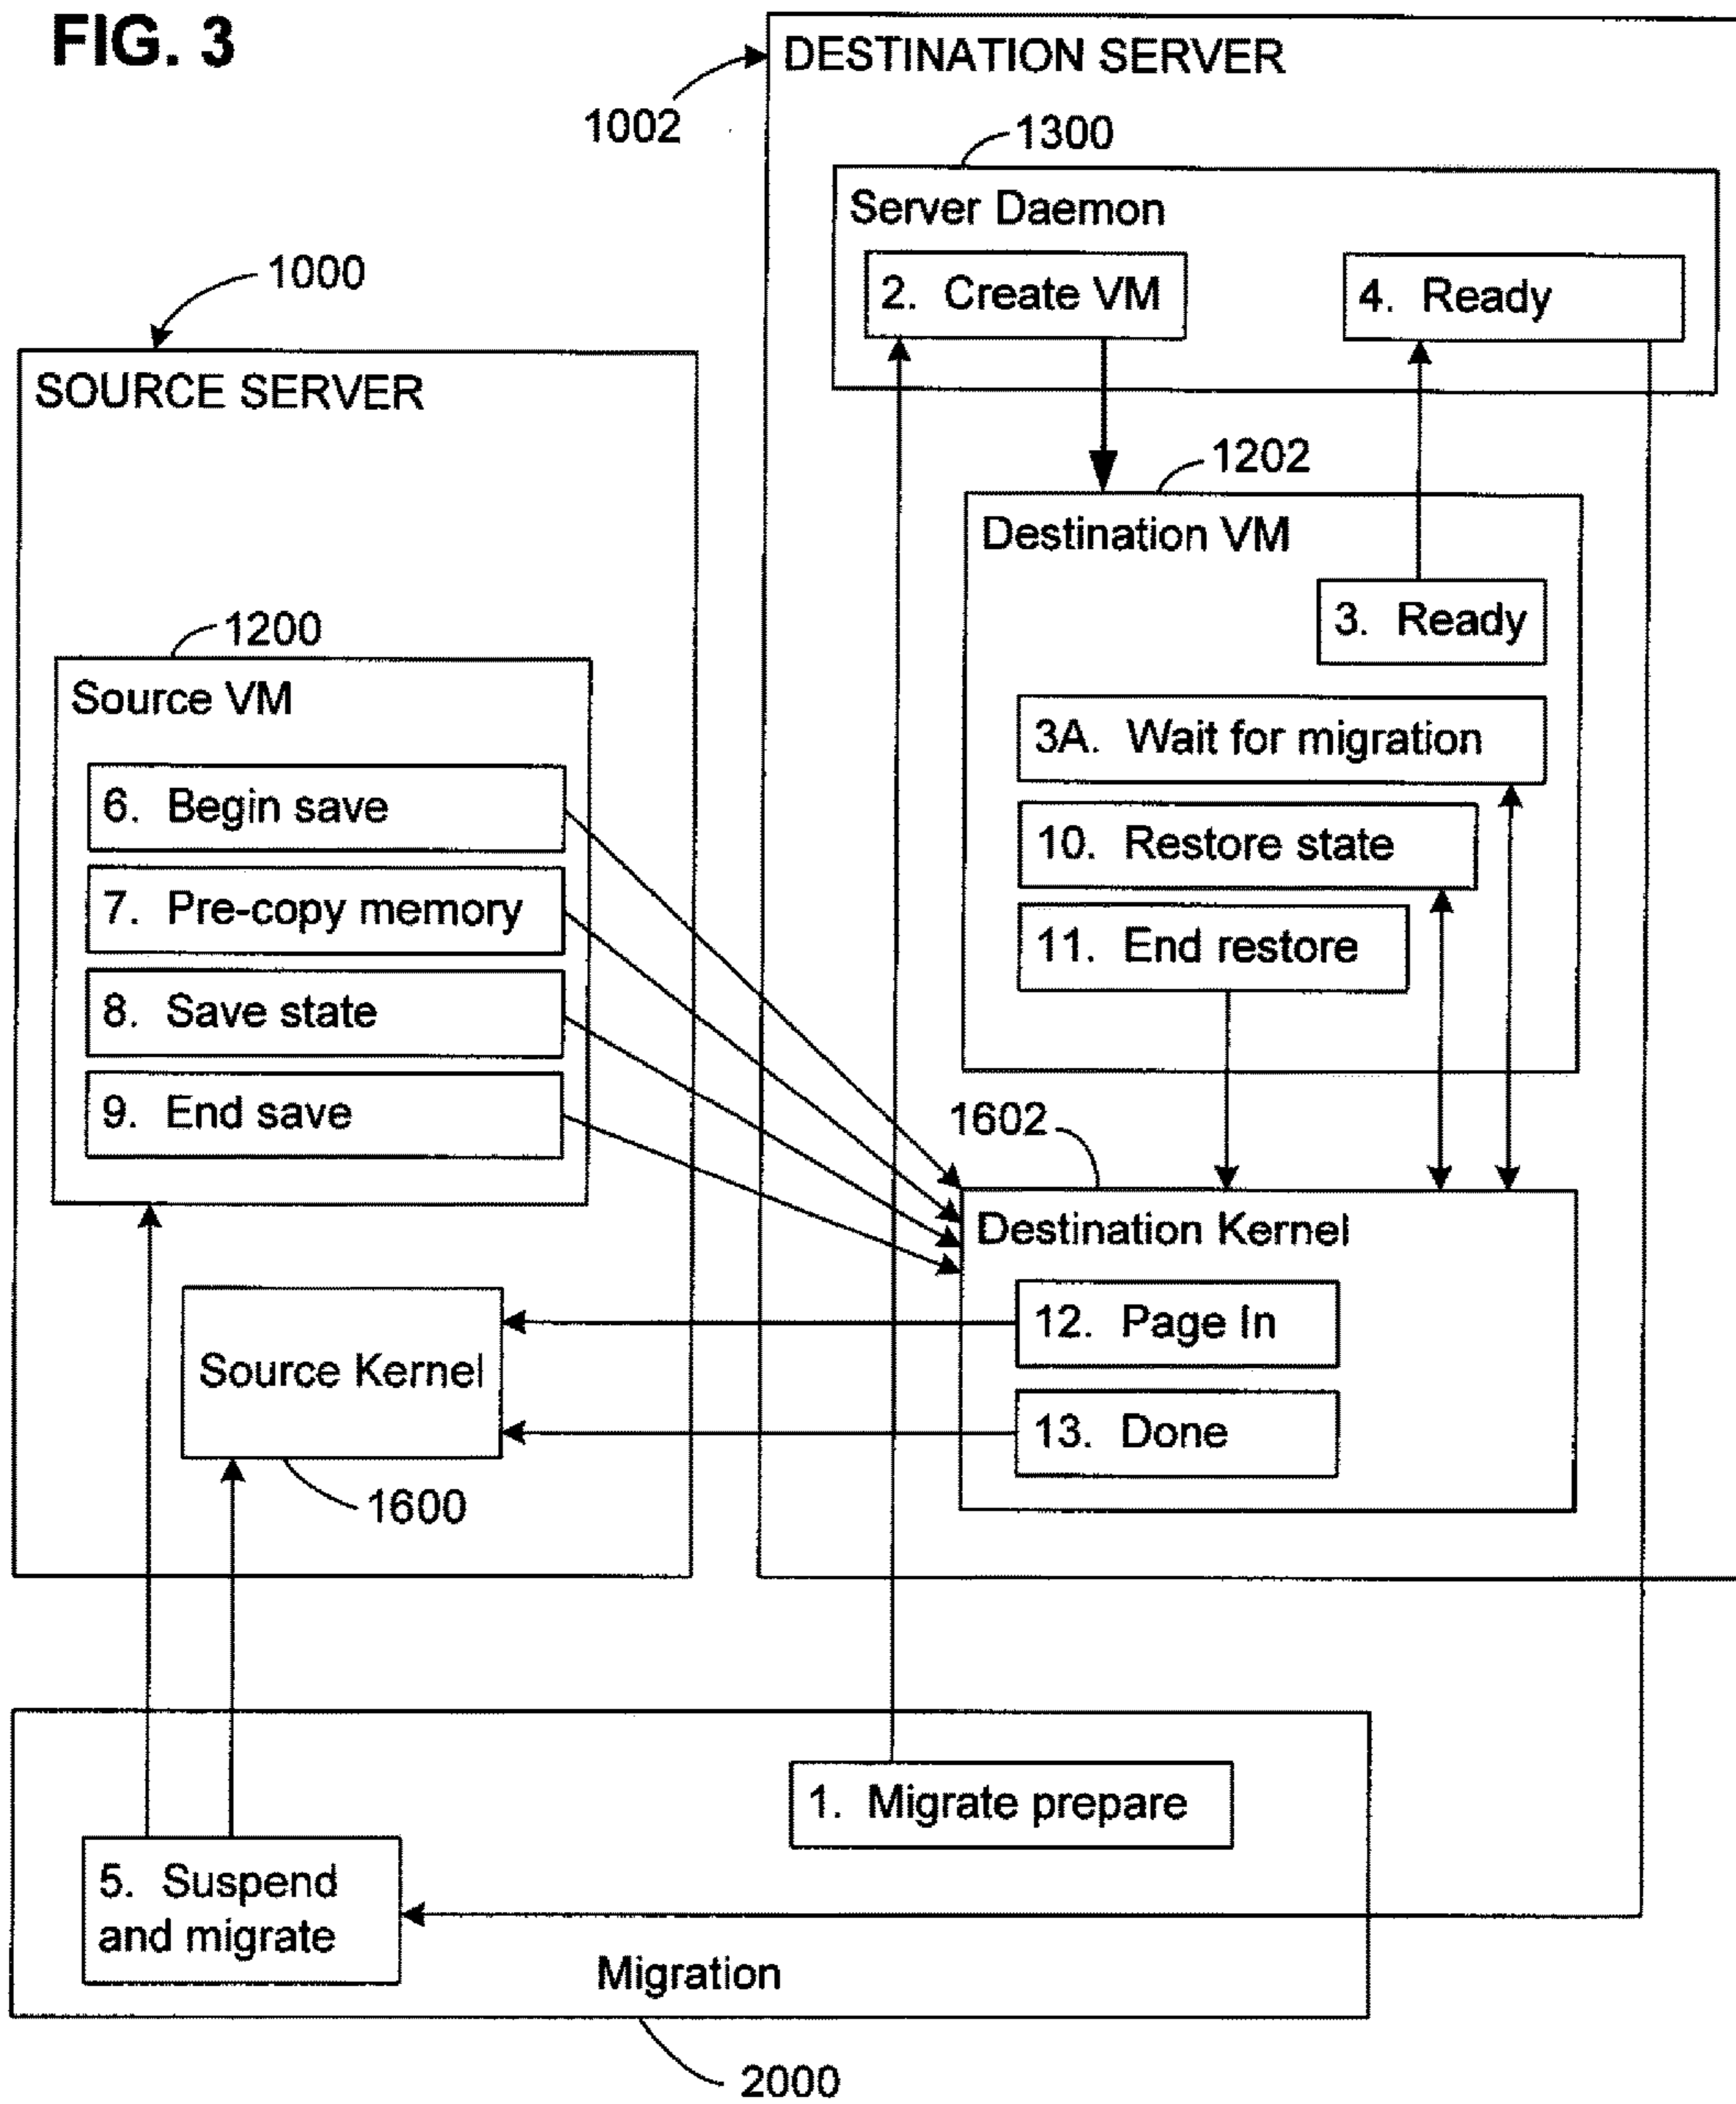 FIG. 3
DESTINATION SERVER
1002
1300
Server Daemon
2. Create VM
4. Ready
1000
SOURCE SERVER
1202
Destination VM
3. Ready
3A. Wait for migration
10. Restore state
11. End restore
1200
Source VM
6. Begin save
7. Pre-copy memory
8. Save state
9. End save
1602
Destination Kernel
12. Page In
13. Done
Source Kernel
1600
1. Migrate prepare
5. Suspend
and migrate
Migration
2000